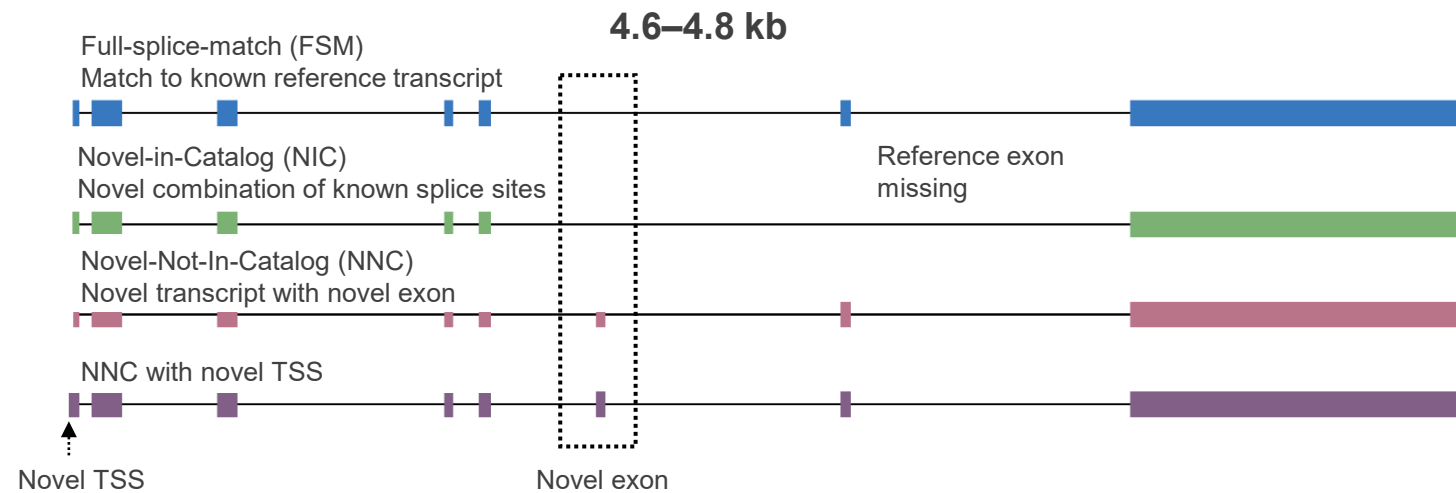 4.6–4.8 kb
Full-splice-match (FSM)
Match to known reference transcript
Novel-in-Catalog (NIC)
Novel combination of known splice sites
Reference exon
missing
Novel-Not-In-Catalog (NNC)
Novel transcript with novel exon
NNC with novel TSS
Novel TSS
Novel exon